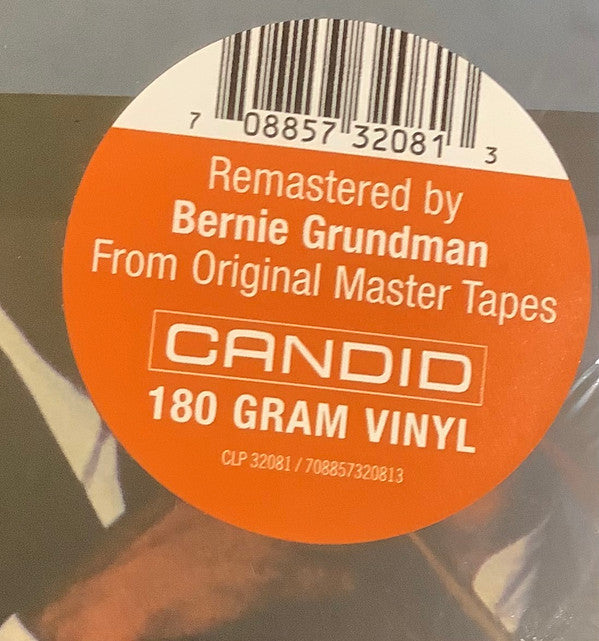 7 08857 32081 3
Remastered by
Bernie Grundman
From Original Master Tapes
CANDID
180 GRAM VINYL
CLP 32081 / 708857320813